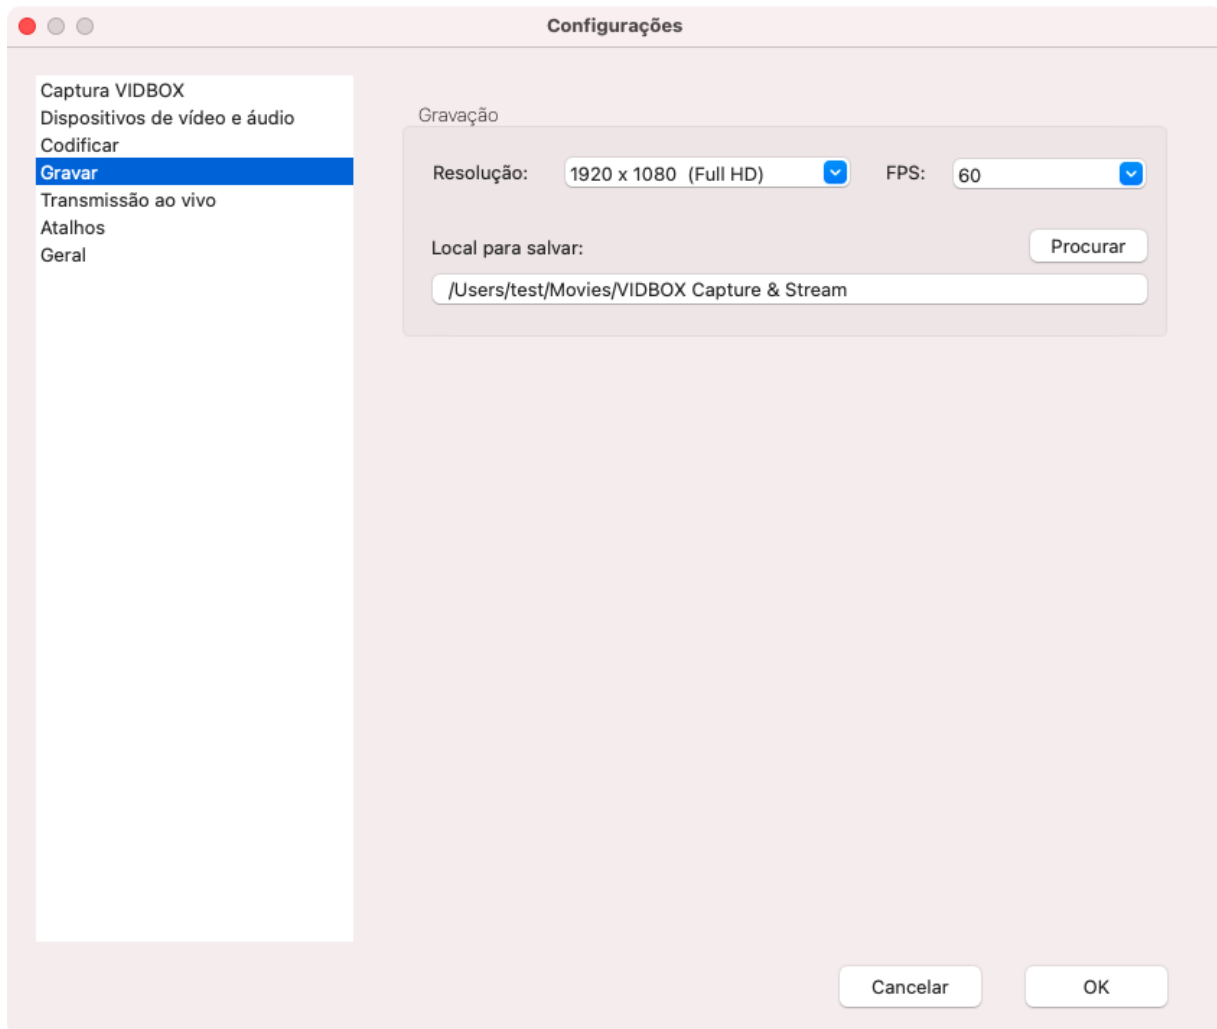 Configurações
Captura VIDBOX
Dispositivos de vídeo e áudio
Codificar
Gravar
Transmissão ao vivo
Atalhos
Geral
Gravação
Resolução: 1920 x 1080 (Full HD) FPS: 60
Local para salvar: Procurar
/Users/test/Movies/VIDBOX Capture & Stream
Cancelar OK